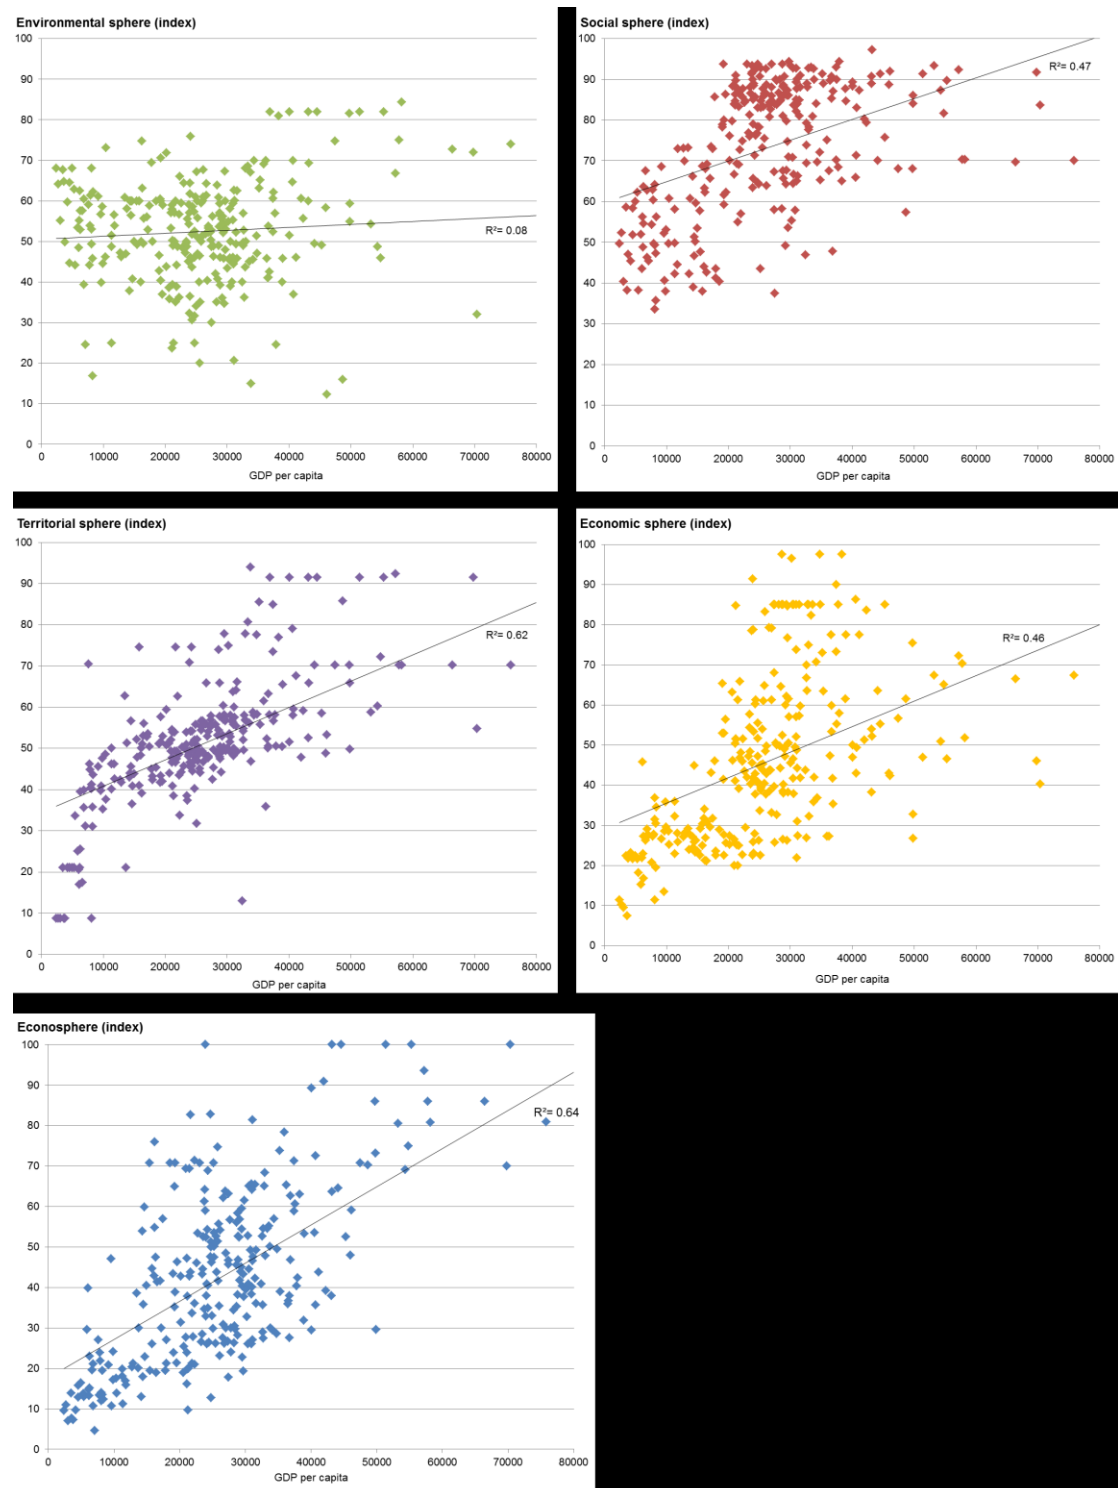 Environmental sphere (index)
100
90
80
70
60
50
40
30
20
10
0
R²= 0.08
0 10000 20000 30000 40000 50000 60000 70000 80000
GDP per capita
Social sphere (index)
100
90
80
70
60
50
40
30
20
10
0
R²= 0.47
0 10000 20000 30000 40000 50000 60000 70000 80000
GDP per capita
Territorial sphere (index)
100
90
80
70
60
50
40
30
20
10
0
R²= 0.62
0 10000 20000 30000 40000 50000 60000 70000 80000
GDP per capita
Economic sphere (index)
100
90
80
70
60
50
40
30
20
10
0
R²= 0.46
0 10000 20000 30000 40000 50000 60000 70000 80000
GDP per capita
Econosphere (index)
100
90
80
70
60
50
40
30
20
10
0
R²= 0.64
0 10000 20000 30000 40000 50000 60000 70000 80000
GDP per capita